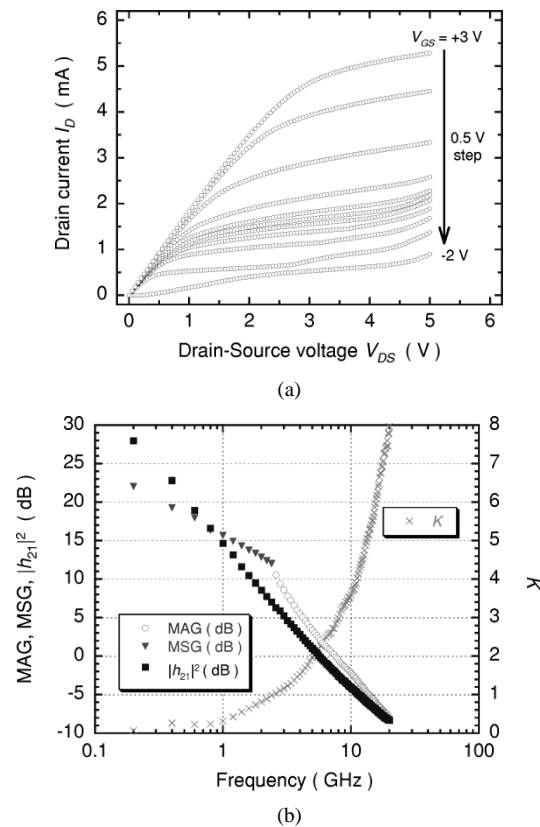 6
5
4
3
2
1
0
Drain current I_D ( mA )
V_GS = +3 V
0.5 V
step
-2 V
0 1 2 3 4 5 6
Drain-Source voltage V_DS ( V )
(a)
30
25
20
15
10
5
0
-5
-10
MAG, MSG, |h_21|^2 ( dB )
8
7
6
5
4
3
2
1
0
K
K
MAG ( dB )
MSG ( dB )
|h_21|^2 ( dB )
0.1 1 10 100
Frequency ( GHz )
(b)